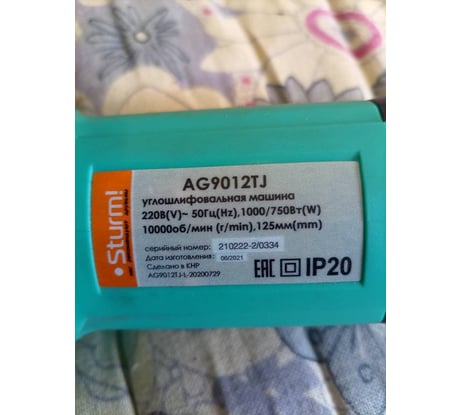 AG9012TJ
углошлифовальная машина
220В(V)~ 50Гц(Hz),1000/750Вт(W)
10000об/мин (r/min),125мм(mm)
серийный номер: 210222-2/0334
Дата изготовления: 06/2021
Сделано в КНР
AG9012TJ-L-20200729
EAC IP20
Sturm!